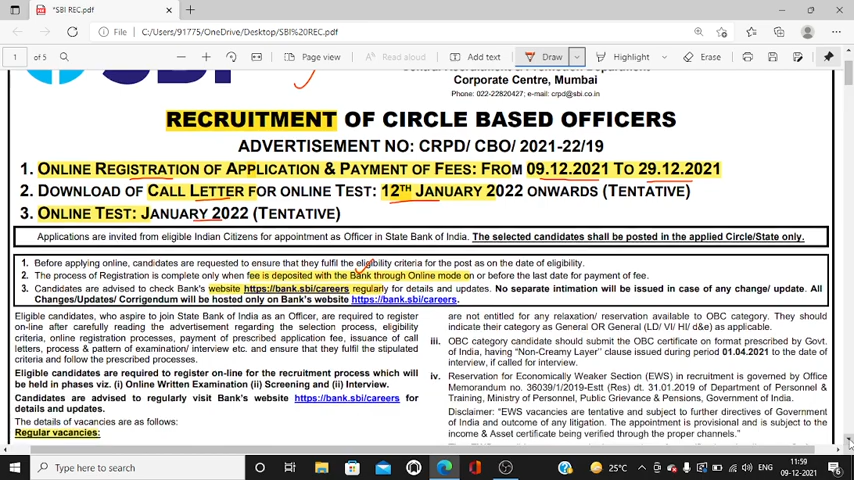 SBI REC.pdf
File
C:/Users/91775/OneDrive/Desktop/SBI%20REC.pdf
1 of 5
Page view
Read aloud
Add text
Draw
Highlight
Erase
Corporate Centre, Mumbai
Phone: 022-22820427; e-mail: crpd@sbi.co.in
RECRUITMENT OF CIRCLE BASED OFFICERS
ADVERTISEMENT NO: CRPD/ CBO/ 2021-22/19
1. ONLINE REGISTRATION OF APPLICATION & PAYMENT OF FEES: FROM 09.12.2021 TO 29.12.2021
2. DOWNLOAD OF CALL LETTER FOR ONLINE TEST: 12TH JANUARY 2022 ONWARDS (TENTATIVE)
3. ONLINE TEST: JANUARY 2022 (TENTATIVE)
Applications are invited from eligible Indian Citizens for appointment as Officer in State Bank of India. The selected candidates shall be posted in the applied Circle/State only.
1. Before applying online, candidates are requested to ensure that they fulfil the eligibility criteria for the post as on the date of eligibility.
2. The process of Registration is complete only when fee is deposited with the Bank through Online mode on or before the last date for payment of fee.
3. Candidates are advised to check Bank's website https://bank.sbi/careers regularly for details and updates. No separate intimation will be issued in case of any change/ update. All
Changes/Updates/ Corrigendum will be hosted only on Bank's website https://bank.sbi/careers.
Eligible candidates, who aspire to join State Bank of India as an Officer, are required to register
on-line after carefully reading the advertisement regarding the selection process, eligibility
criteria, online registration processes, payment of prescribed application fee, issuance of call
letters, process & pattern of examination/ interview etc. and ensure that they fulfil the stipulated
criteria and follow the prescribed processes.
Eligible candidates are required to register on-line for the recruitment process which will
be held in phases viz. (i) Online Written Examination (ii) Screening and (ii) Interview.
Candidates are advised to regularly visit Bank's website https://bank.sbi/careers for
details and updates.
The details of vacancies are as follows:
Regular vacancies:
are not entitled for any relaxation/ reservation available to OBC category. They should
indicate their category as General OR General (LD/ VI/ HI/ d&e) as applicable.
iii. OBC category candidate should submit the OBC certificate on format prescribed by Govt.
of India, having "Non-Creamy Layer" clause issued during period 01.04.2021 to the date of
interview, if called for interview.
iv. Reservation for Economically Weaker Section (EWS) in recruitment is governed by Office
Memorandum no. 36039/1/2019-Estt (Res) dt. 31.01.2019 of Department of Personnel &
Training, Ministry of Personnel, Public Grievance & Pensions, Government of India.
Disclaimer: "EWS vacancies are tentative and subject to further directives of Government
of India and outcome of any litigation. The appointment is provisional and is subject to the
income & Asset certificate being verified through the proper channels."
Type here to search
25°C
ENG
11:59
09-12-2021